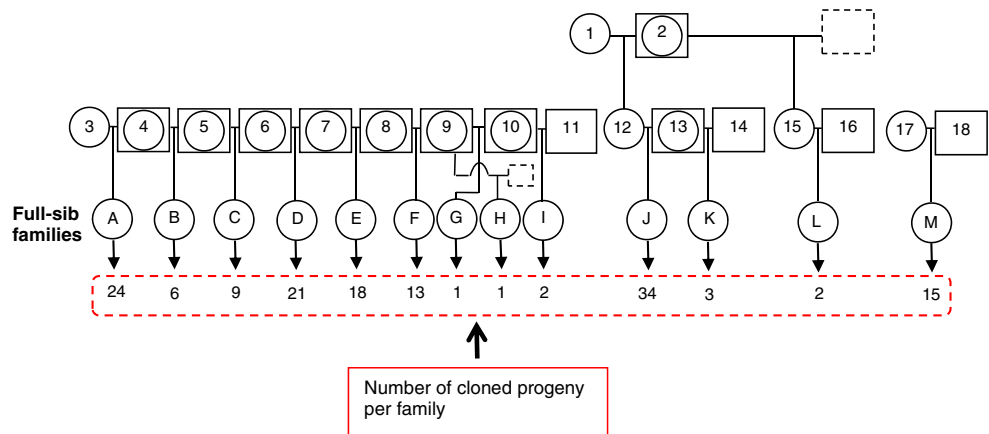 1 2
3 4 5 6 7 8 9 10 11 12 13 14 15 16 17 18
Full-sib
families
A B C D E F G H I J K L M
24 6 9 21 18 13 1 1 2 34 3 2 15
Number of cloned progeny
per family